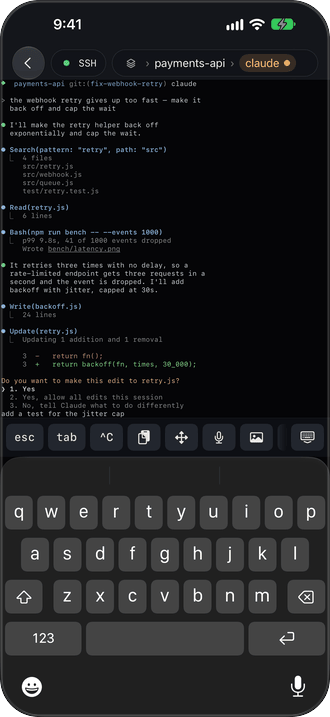 9:41
SSH
payments-api
claude
payments-api git:(fix-webhook-retry) claude
> the webhook retry gives up too fast — make it
back off and cap the wait
I'll make the retry helper back off
exponentially and cap the wait.
Search(pattern: "retry", path: "src")
4 files
src/retry.js
src/webhook.js
src/queue.js
test/retry.test.js
Read(retry.js)
6 lines
Bash(npm run bench -- --events 1000)
p99 9.8s, 41 of 1000 events dropped
Wrote bench/latency.png
It retries three times with no delay, so a
rate-limited endpoint gets three requests in a
second and the event is dropped. I'll add
backoff with jitter, capped at 30s.
Write(backoff.js)
24 lines
Update(retry.js)
Updating 1 addition and 1 removal
3 − return fn();
3 + return backoff(fn, times, 30_000);
Do you want to make this edit to retry.js?
❯ 1. Yes
2. Yes, allow all edits this session
3. No, tell Claude what to do differently
add a test for the jitter cap
esc tab ^C
q w e r t y u i o p
a s d f g h j k l
z x c v b n m
123